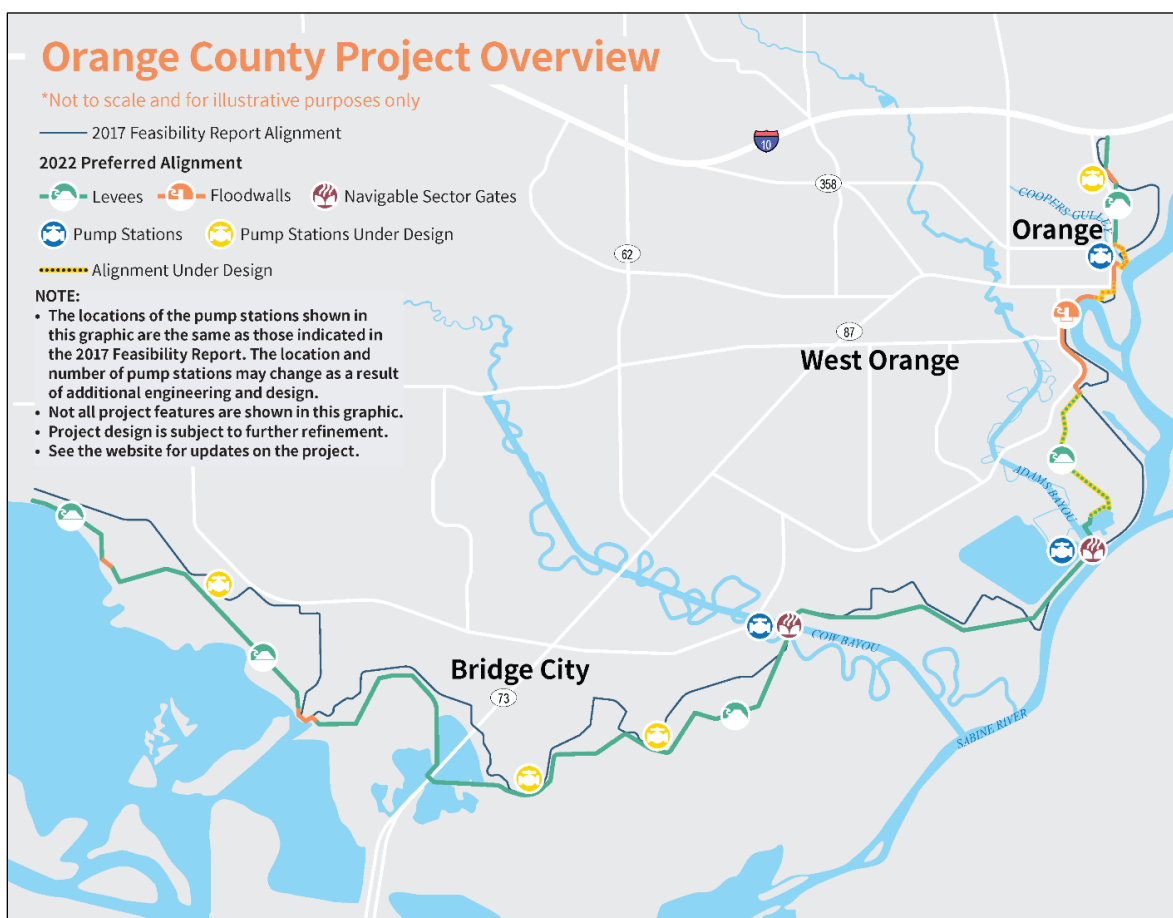 Orange County Project Overview
*Not to scale and for illustrative purposes only
2017 Feasibility Report Alignment
2022 Preferred Alignment
Levees
Floodwalls
Navigable Sector Gates
Pump Stations
Pump Stations Under Design
Alignment Under Design
NOTE:
• The locations of the pump stations shown in
this graphic are the same as those indicated in
the 2017 Feasibility Report. The location and
number of pump stations may change as a result
of additional engineering and design.
• Not all project features are shown in this graphic.
• Project design is subject to further refinement.
• See the website for updates on the project.
10
358
COOPERS GULLEY
Orange
62
87
West Orange
ADAMS BAYOU
COW BAYOU
Bridge City
73
SABINE RIVER